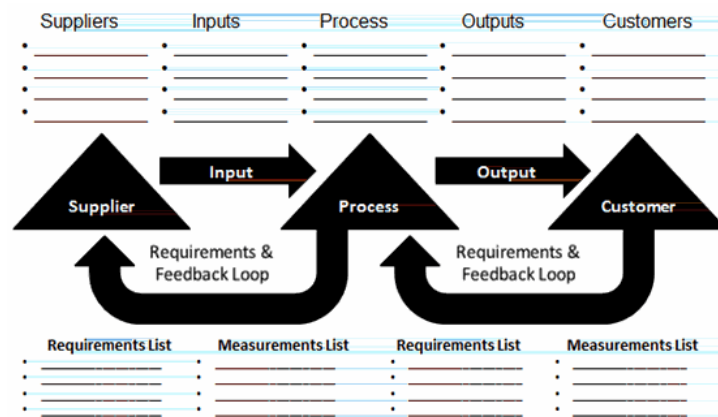 Suppliers Inputs Process Outputs Customers
Input Output
Supplier Process Customer
Requirements &
Feedback Loop
Requirements &
Feedback Loop
Requirements List Measurements List Requirements List Measurements List